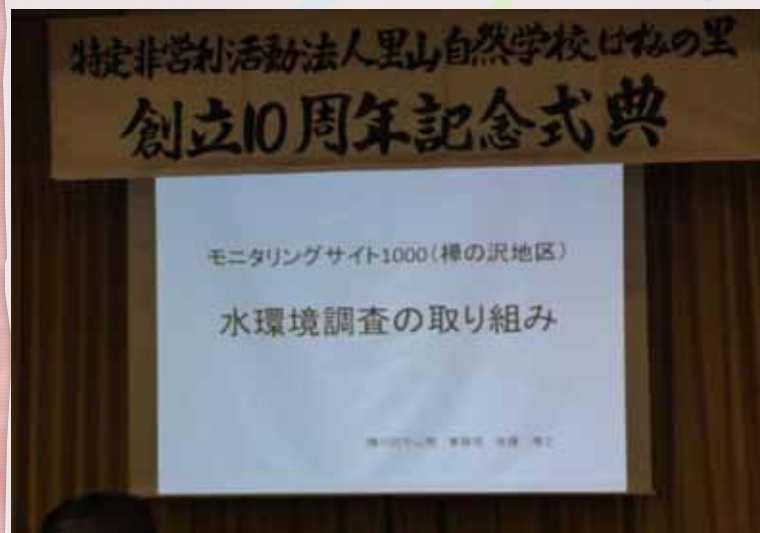 特定非営利活動法人里山自然学校はねの里
創立10周年記念式典
モニタリングサイト1000(樺の沢地区)
水環境調査の取り組み